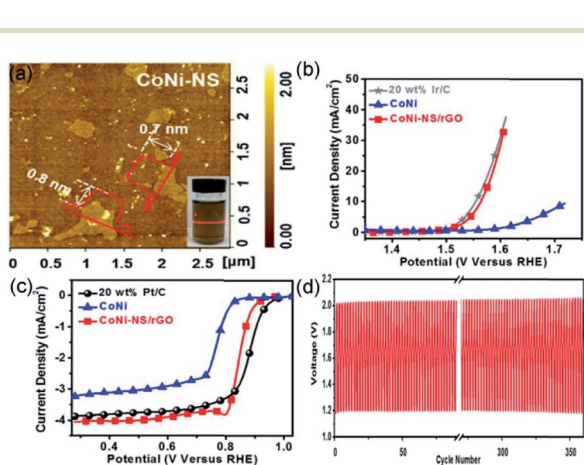 (a)
CoNi-NS
0.7 nm
0.8 nm
2.5
2
1.5
1
0.5
0
2.00
[nm]
0.00
0 0.5 1 1.5 2 2.5
[µm]
(b)
50
40
30
20
10
0
Current Density (mA/cm²)
20 wt% Ir/C
CoNi
CoNi-NS/rGO
1.4 1.5 1.6 1.7
Potential (V Versus RHE)
(c)
0
-1
-2
-3
-4
Current Density (mA/cm²)
20 wt% Pt/C
CoNi
CoNi-NS/rGO
0.4 0.6 0.8 1.0
Potential (V Versus RHE)
(d)
2.2
2.0
1.8
1.6
1.4
1.2
1.0
Voltage (V)
0 50 300 350
Cycle Number